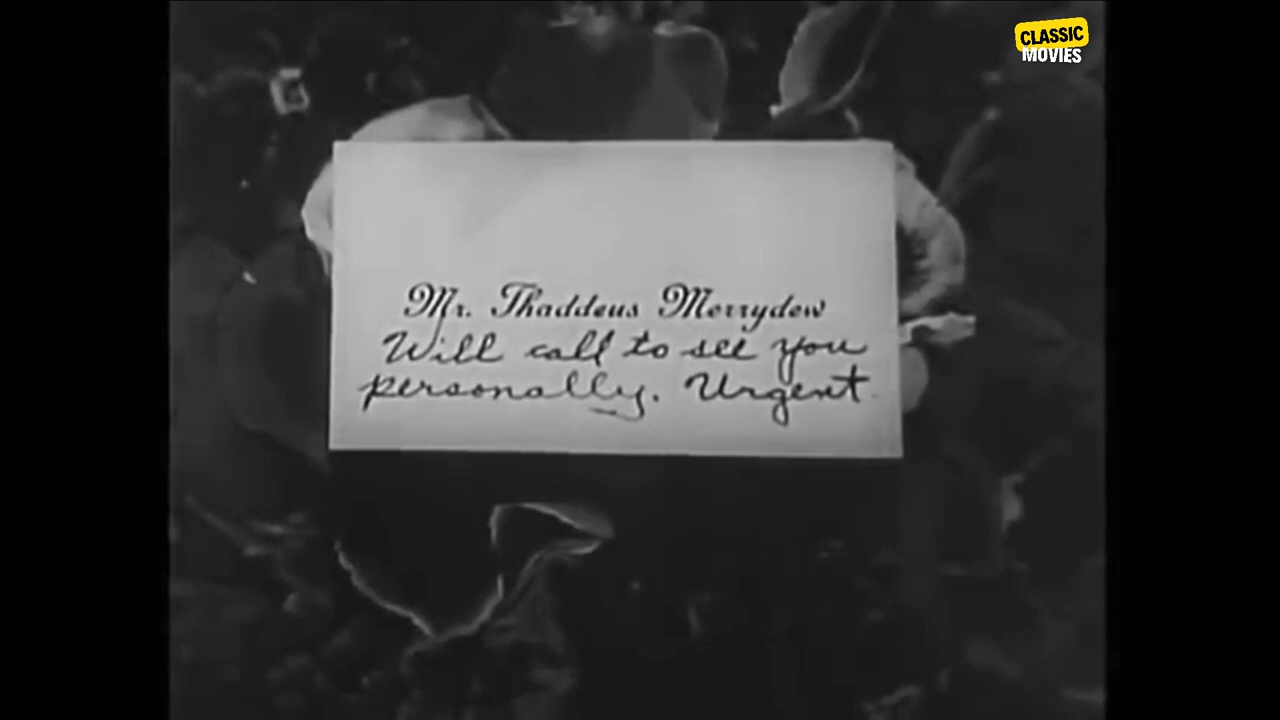 CLASSIC
MOVIES
Mr. Thaddeus Merrydew
Will call to see you
personally. Urgent.